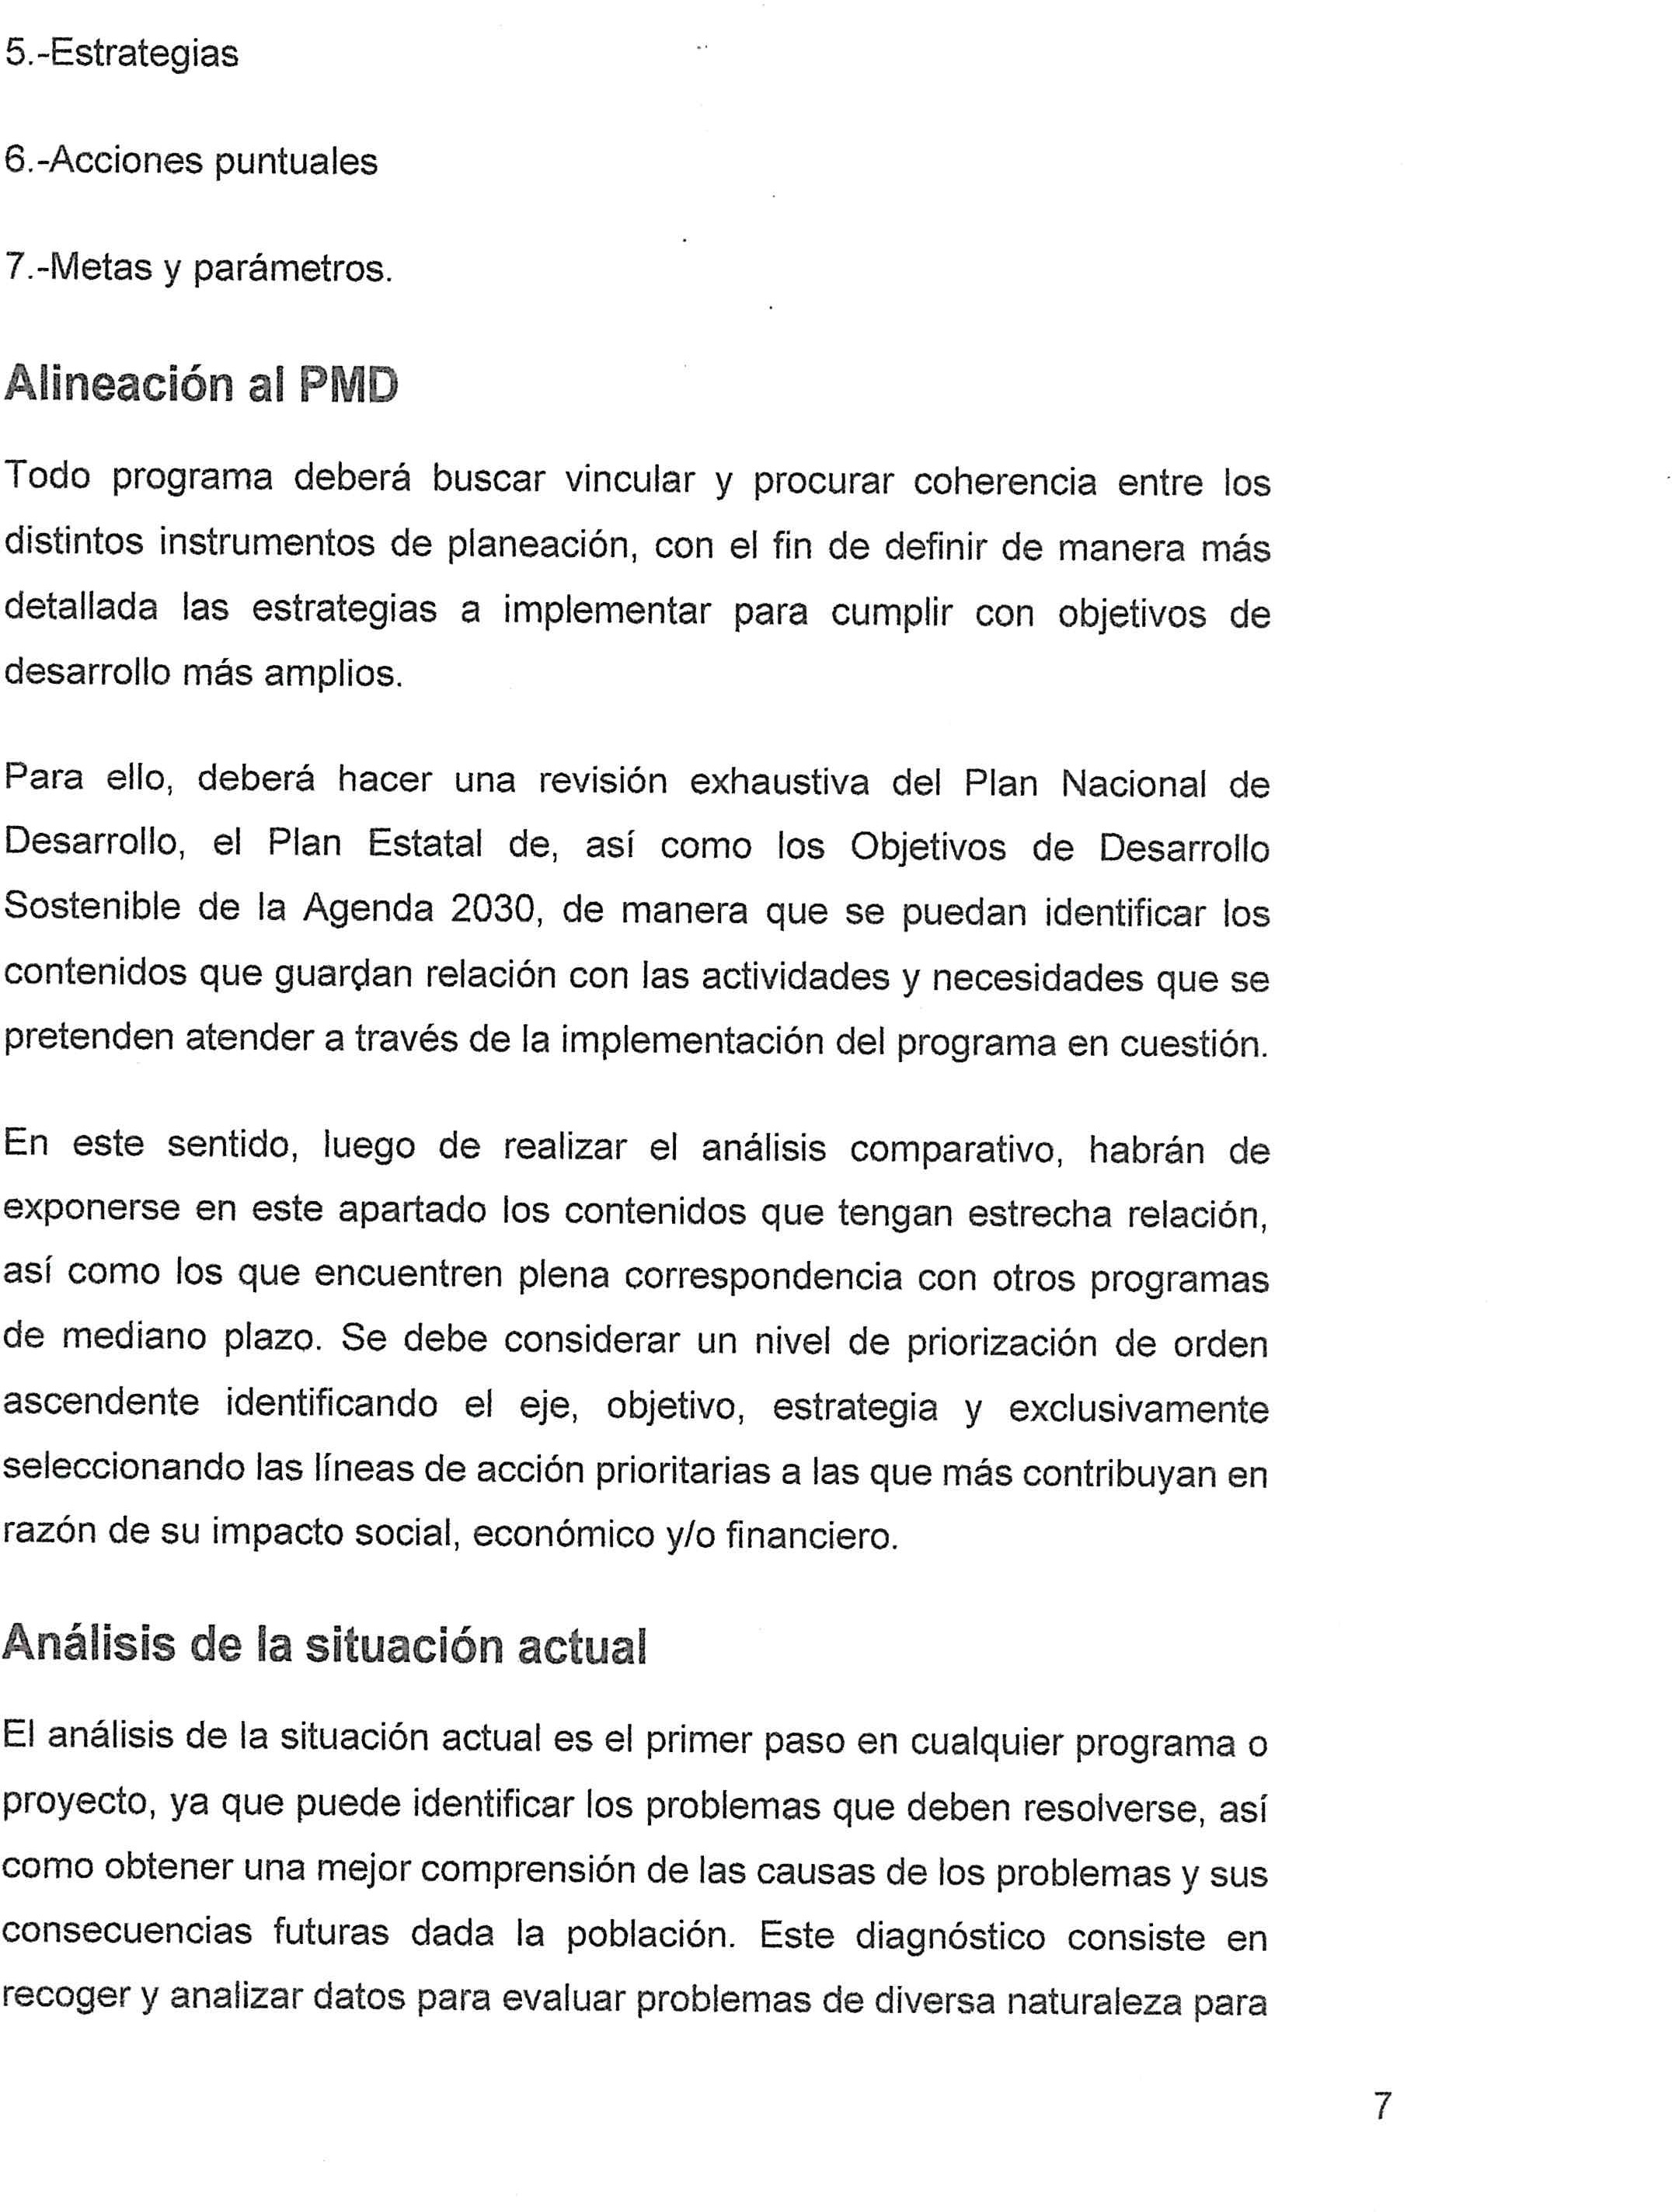 5.-Estrategias
6.-Acciones puntuales
7.-Metas y parámetros.
Alineación al PMD
Todo programa deberá buscar vincular y procurar coherencia entre los
distintos instrumentos de planeación, con el fin de definir de manera más
detallada las estrategias a implementar para cumplir con objetivos de
desarrollo más amplios.
Para ello, deberá hacer una revisión exhaustiva del Plan Nacional de
Desarrollo, el Plan Estatal de, así como los Objetivos de Desarrollo
Sostenible de la Agenda 2030, de manera que se puedan identificar los
contenidos que guardan relación con las actividades y necesidades que se
pretenden atender a través de la implementación del programa en cuestión.
En este sentido, luego de realizar el análisis comparativo, habrán de
exponerse en este apartado los contenidos que tengan estrecha relación,
así como los que encuentren plena correspondencia con otros programas
de mediano plazo. Se debe considerar un nivel de priorización de orden
ascendente identificando el eje, objetivo, estrategia y exclusivamente
seleccionando las líneas de acción prioritarias a las que más contribuyan en
razón de su impacto social, económico y/o financiero.
Análisis de la situación actual
El análisis de la situación actual es el primer paso en cualquier programa o
proyecto, ya que puede identificar los problemas que deben resolverse, así
como obtener una mejor comprensión de las causas de los problemas y sus
consecuencias futuras dada la población. Este diagnóstico consiste en
recoger y analizar datos para evaluar problemas de diversa naturaleza para
7